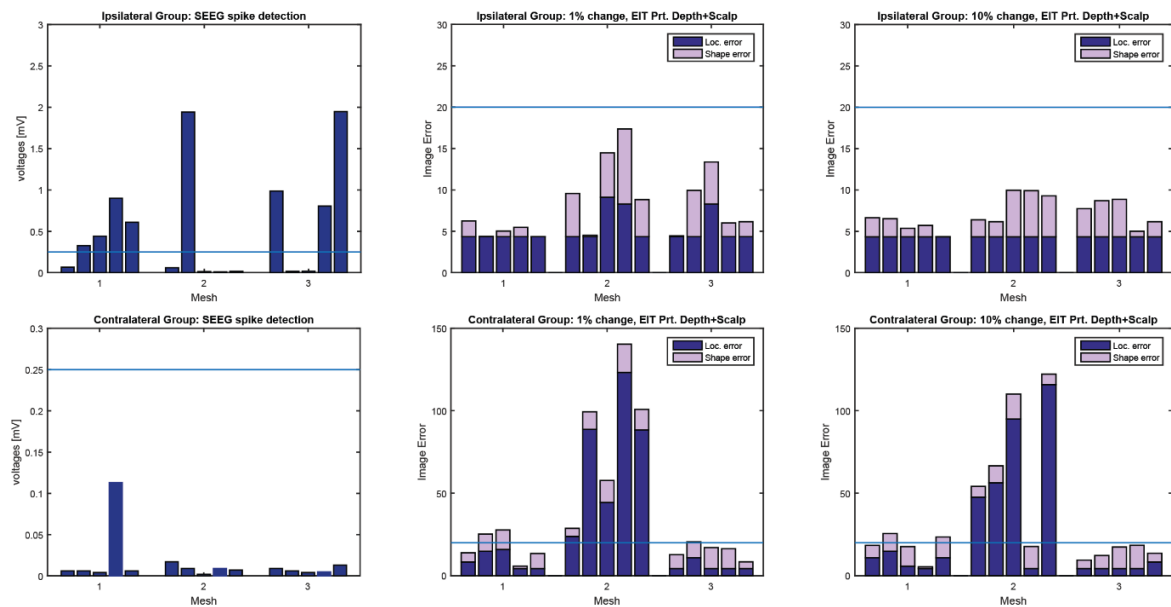 Ipsilateral Group: SEEG spike detection
3
2.5
2
1.5
1
0.5
0
voltages [mV]
1 2 3
Mesh
Ipsilateral Group: 1% change, EIT Prt. Depth+Scalp
Loc. error
Shape error
30
25
20
15
10
5
0
Image Error
1 2 3
Mesh
Ipsilateral Group: 10% change, EIT Prt. Depth+Scalp
Loc. error
Shape error
30
25
20
15
10
5
0
Image Error
1 2 3
Mesh
Contralateral Group: SEEG spike detection
0.3
0.25
0.2
0.15
0.1
0.05
0
voltages [mV]
1 2 3
Mesh
Contralateral Group: 1% change, EIT Prt. Depth+Scalp
Loc. error
Shape error
150
100
50
0
Image Error
1 2 3
Mesh
Contralateral Group: 10% change, EIT Prt. Depth+Scalp
Loc. error
Shape error
150
100
50
0
Image Error
1 2 3
Mesh